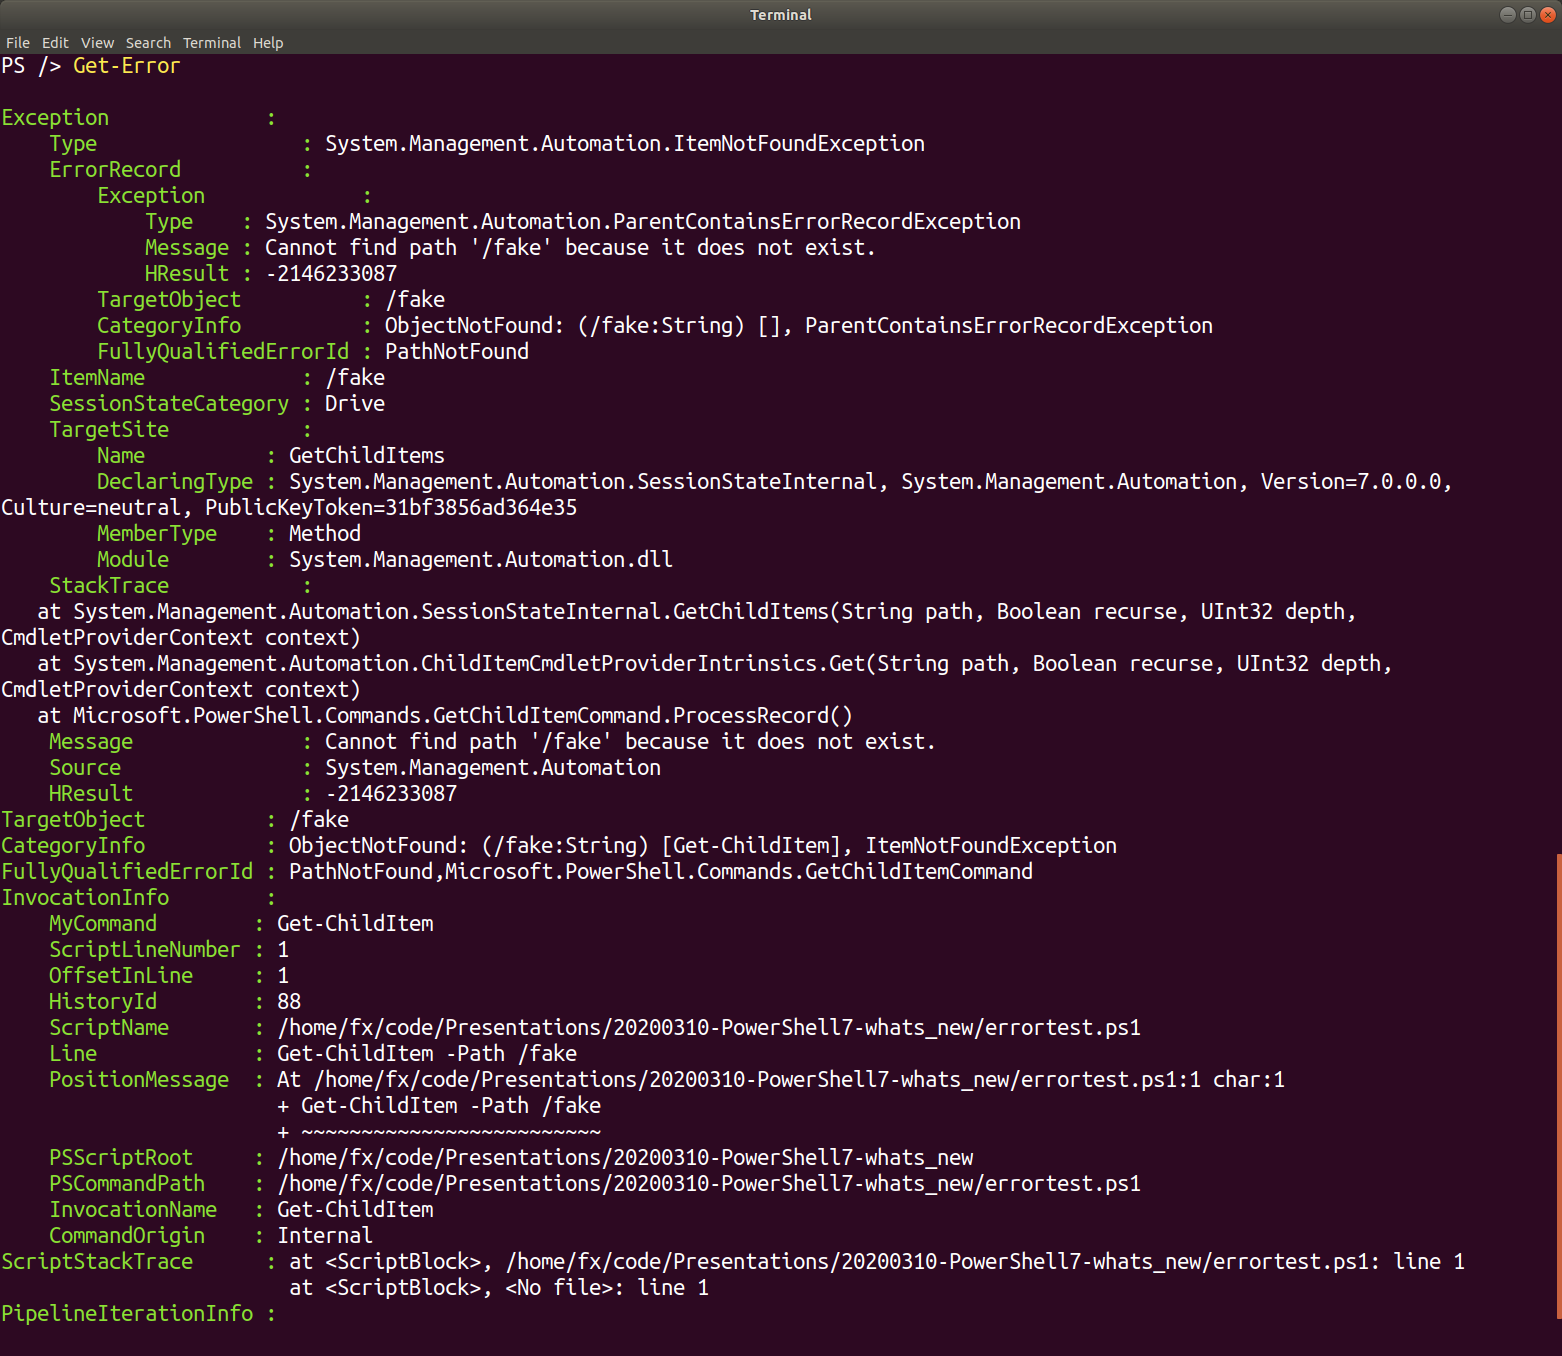 Terminal
File Edit View Search Terminal Help
PS /> Get-Error
Exception :
Type : System.Management.Automation.ItemNotFoundException
ErrorRecord :
Exception :
Type : System.Management.Automation.ParentContainsErrorRecordException
Message : Cannot find path '/fake' because it does not exist.
HResult : -2146233087
TargetObject : /fake
CategoryInfo : ObjectNotFound: (/fake:String) [], ParentContainsErrorRecordException
FullyQualifiedErrorId : PathNotFound
ItemName : /fake
SessionStateCategory : Drive
TargetSite :
Name : GetChildItems
DeclaringType : System.Management.Automation.SessionStateInternal, System.Management.Automation, Version=7.0.0.0,
Culture=neutral, PublicKeyToken=31bf3856ad364e35
MemberType : Method
Module : System.Management.Automation.dll
StackTrace :
at System.Management.Automation.SessionStateInternal.GetChildItems(String path, Boolean recurse, UInt32 depth,
CmdletProviderContext context)
at System.Management.Automation.ChildItemCmdletProviderIntrinsics.Get(String path, Boolean recurse, UInt32 depth,
CmdletProviderContext context)
at Microsoft.PowerShell.Commands.GetChildItemCommand.ProcessRecord()
Message : Cannot find path '/fake' because it does not exist.
Source : System.Management.Automation
HResult : -2146233087
TargetObject : /fake
CategoryInfo : ObjectNotFound: (/fake:String) [Get-ChildItem], ItemNotFoundException
FullyQualifiedErrorId : PathNotFound,Microsoft.PowerShell.Commands.GetChildItemCommand
InvocationInfo :
MyCommand : Get-ChildItem
ScriptLineNumber : 1
OffsetInLine : 1
HistoryId : 88
ScriptName : /home/fx/code/Presentations/20200310-PowerShell7-whats_new/errortest.ps1
Line : Get-ChildItem -Path /fake
PositionMessage : At /home/fx/code/Presentations/20200310-PowerShell7-whats_new/errortest.ps1:1 char:1
+ Get-ChildItem -Path /fake
+ ~~~~~~~~~~~~~~~~~~~~~~~~~
PSScriptRoot : /home/fx/code/Presentations/20200310-PowerShell7-whats_new
PSCommandPath : /home/fx/code/Presentations/20200310-PowerShell7-whats_new/errortest.ps1
InvocationName : Get-ChildItem
CommandOrigin : Internal
ScriptStackTrace : at <ScriptBlock>, /home/fx/code/Presentations/20200310-PowerShell7-whats_new/errortest.ps1: line 1
at <ScriptBlock>, <No file>: line 1
PipelineIterationInfo :